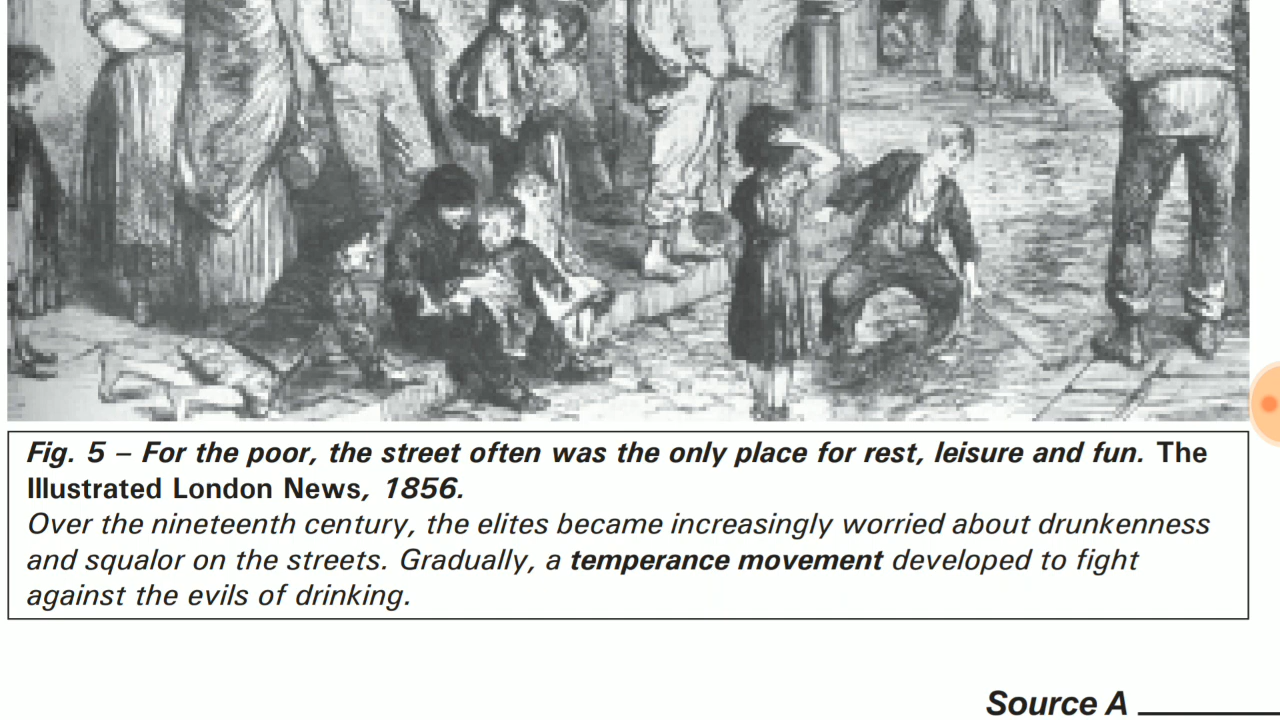 Fig. 5 – For the poor, the street often was the only place for rest, leisure and fun. The
Illustrated London News, 1856.
Over the nineteenth century, the elites became increasingly worried about drunkenness
and squalor on the streets. Gradually, a temperance movement developed to fight
against the evils of drinking.
Source A